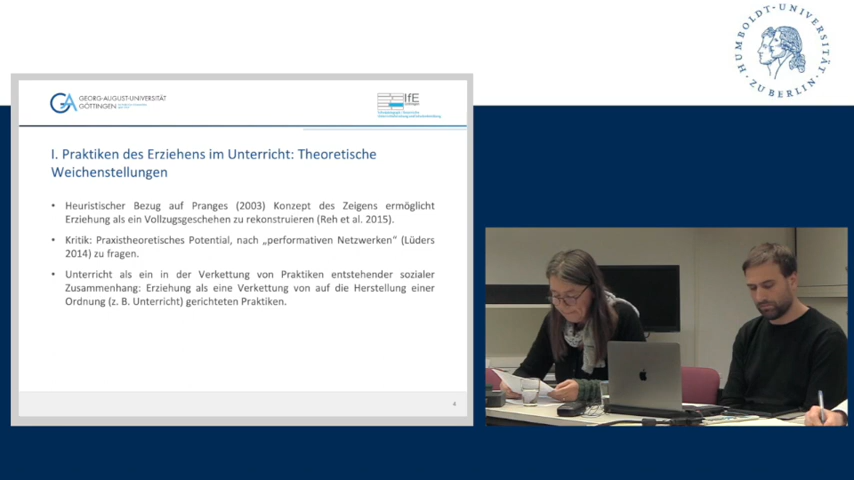 HUMBOLDT-UNIVERSITÄT
ZU BERLIN
GEORG-AUGUST-UNIVERSITÄT
GÖTTINGEN
IfE
I. Praktiken des Erziehens im Unterricht: Theoretische
Weichenstellungen
• Heuristischer Bezug auf Pranges (2003) Konzept des Zeigens ermöglicht
Erziehung als ein Vollzugsgeschehen zu rekonstruieren (Reh et al. 2015).
• Kritik: Praxistheoretisches Potential, nach „performativen Netzwerken“ (Lüders
2014) zu fragen.
• Unterricht als ein in der Verkettung von Praktiken entstehender sozialer
Zusammenhang: Erziehung als eine Verkettung von auf die Herstellung einer
Ordnung (z. B. Unterricht) gerichteten Praktiken.
4